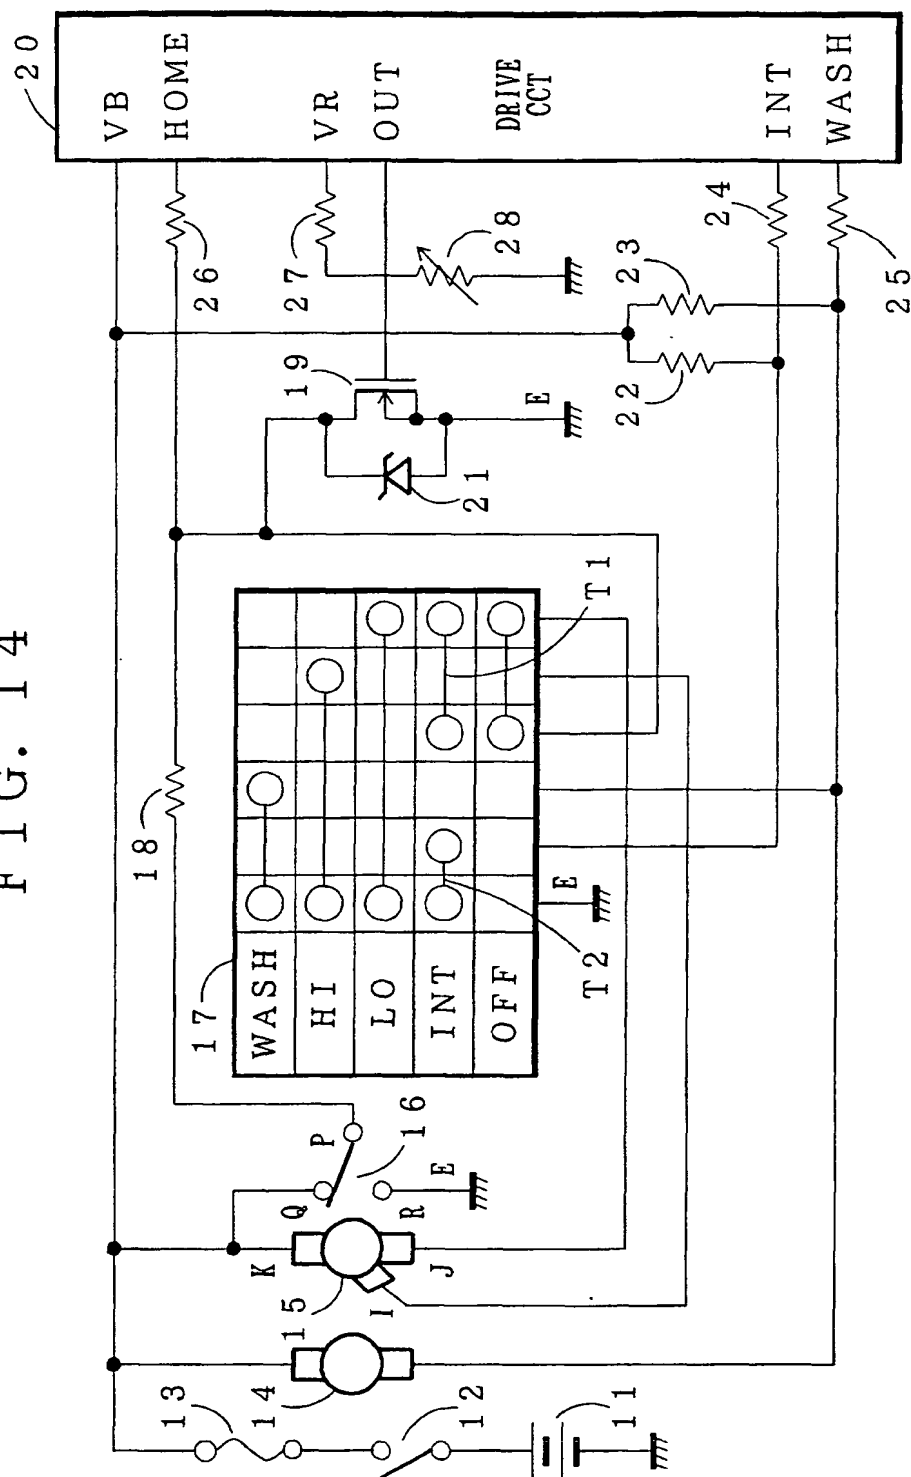 FIG. 14
20
VB
HOME
VR
OUT
DRIVE
CCT
INT
WASH
26
27
28
24
23
25
19
22
E
21
18
T1
T2
17
WASH
HI
LO
INT
OFF
E
P
16
Q
R
E
K
J
15
I
13
14
12
11